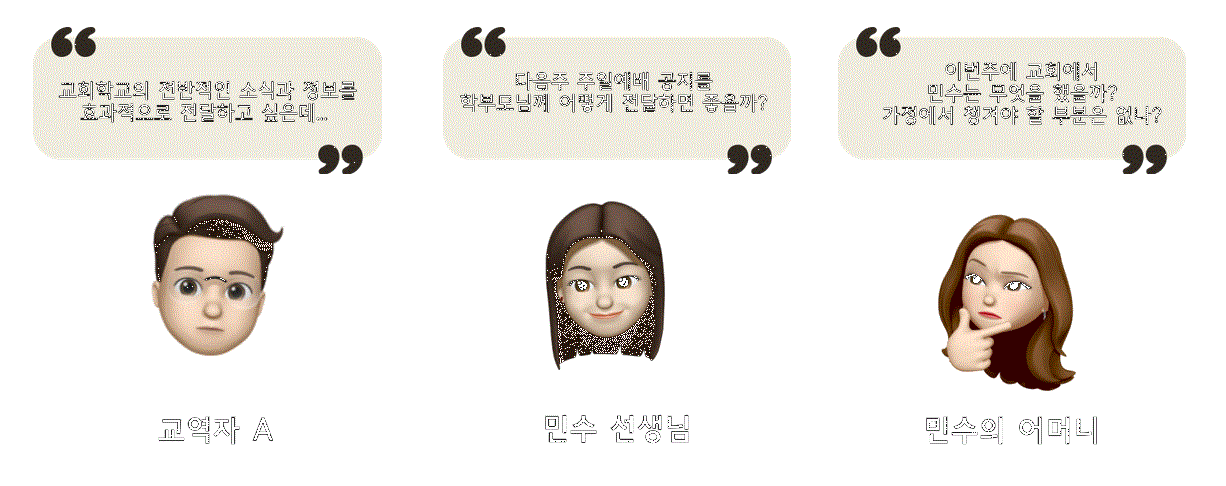 교회학교의 전반적인 소식과 정보를
효과적으로 전달하고 싶은데...
다음주 주일예배 공지를
학부모님께 어떻게 전달하면 좋을까?
이번주에 교회에서
민수는 무엇을 했을까?
가정에서 챙겨야 할 부분은 없나?
교역자 A
민수 선생님
민수의 어머니